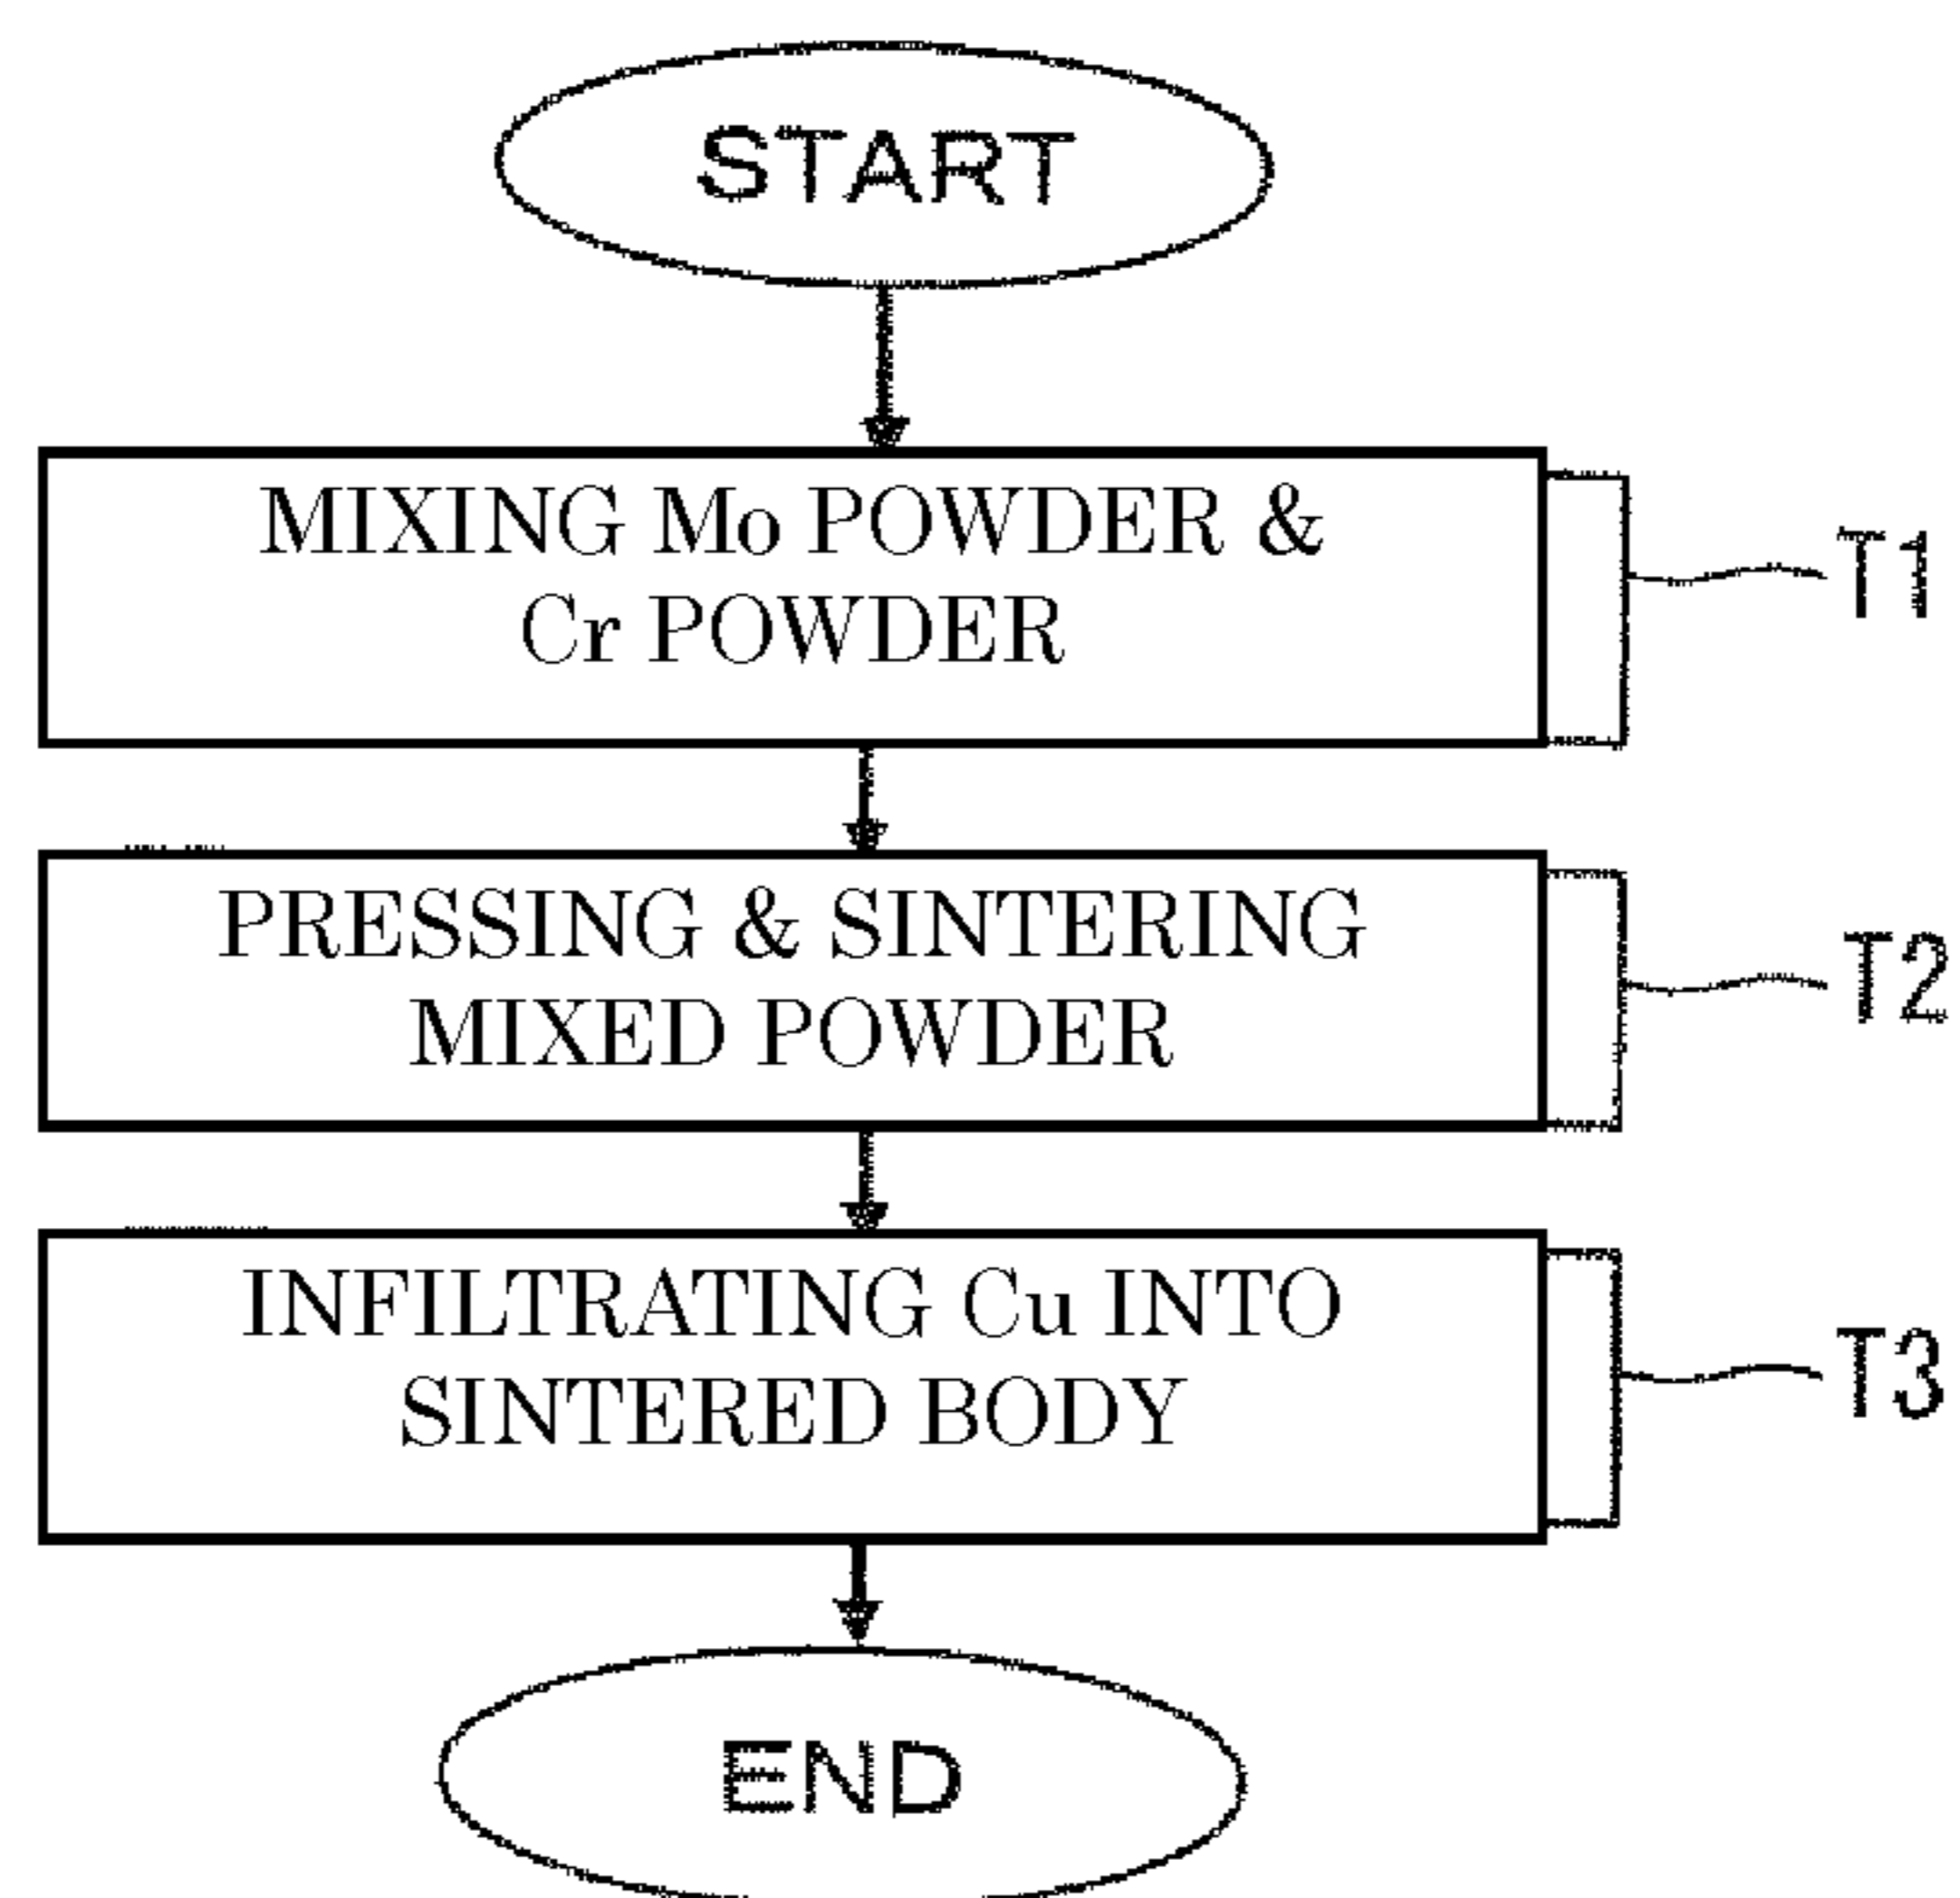 START
MIXING Mo POWDER &
Cr POWDER
T1
PRESSING & SINTERING
MIXED POWDER
T2
INFILTRATING Cu INTO
SINTERED BODY
T3
END